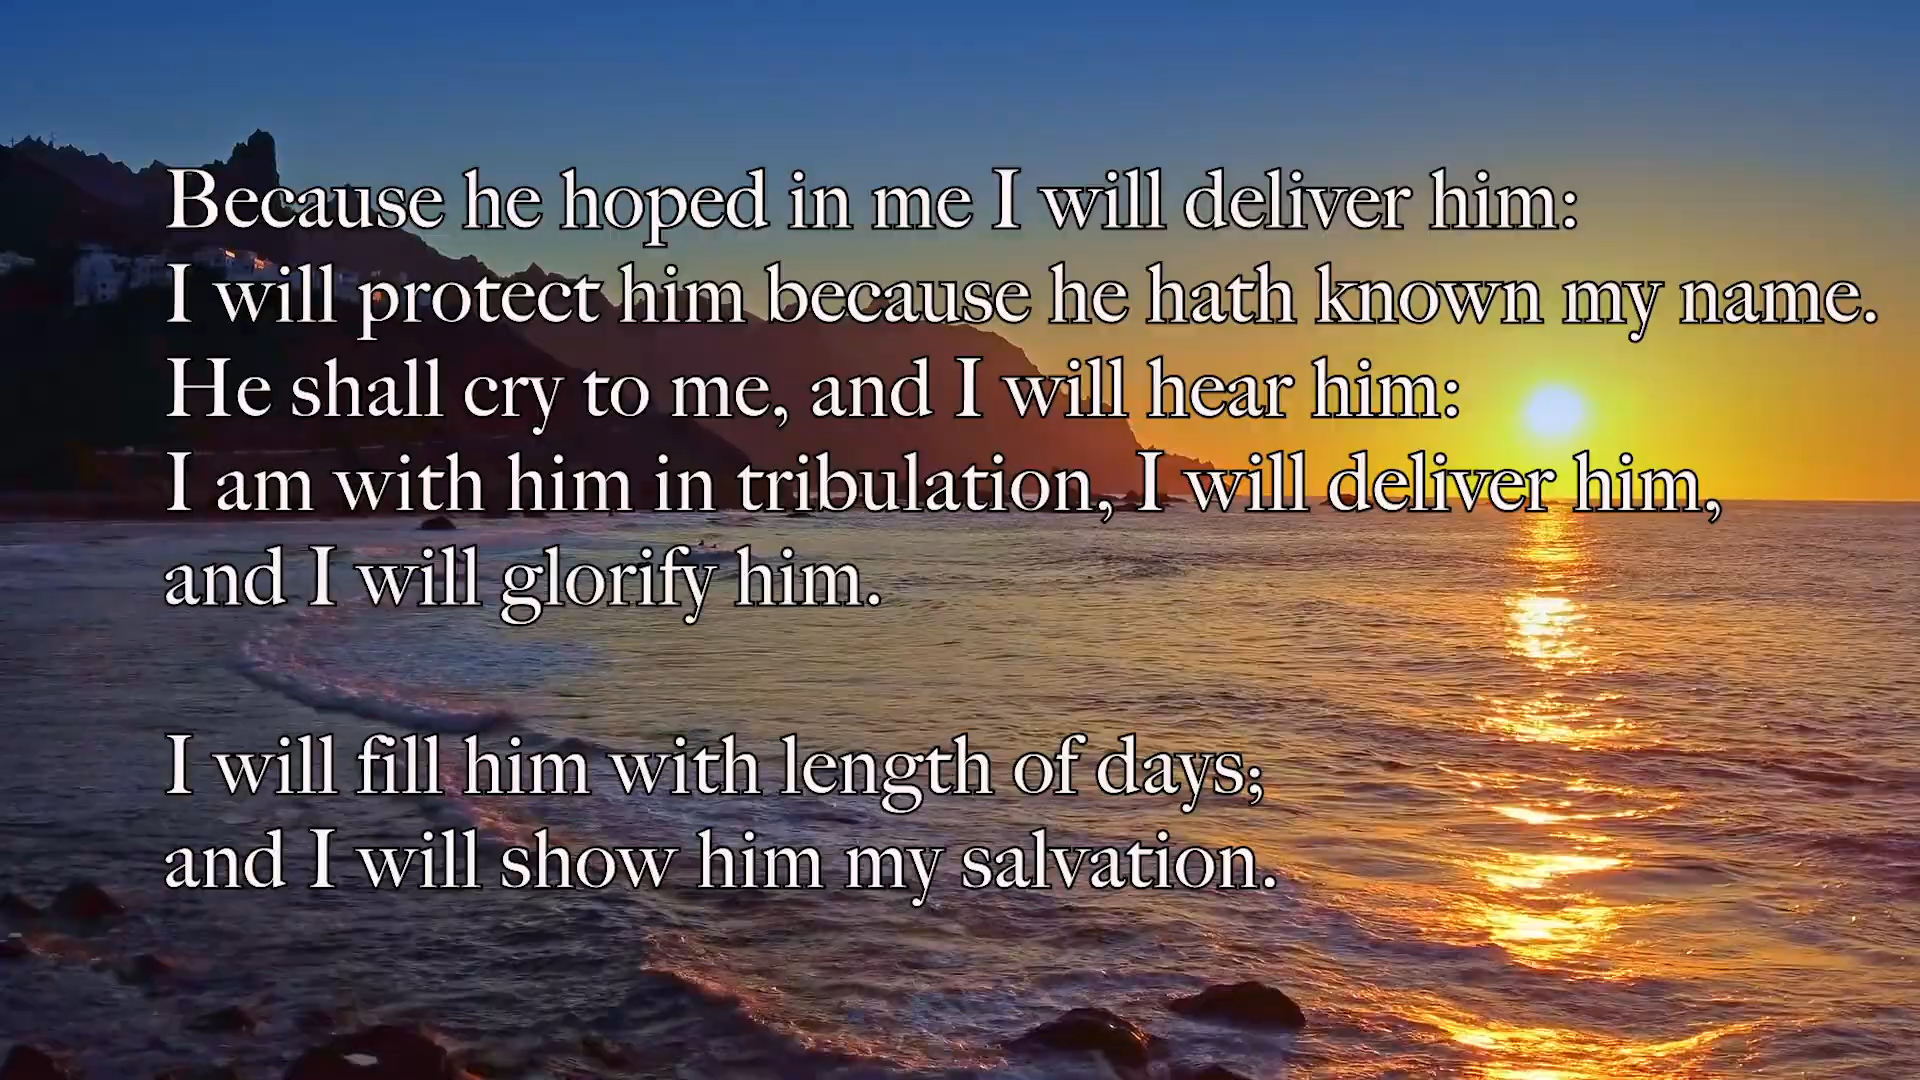 Because he hoped in me I will deliver him:
I will protect him because he hath known my name.
He shall cry to me, and I will hear him:
I am with him in tribulation, I will deliver him,
and I will glorify him.
I will fill him with length of days;
and I will show him my salvation.